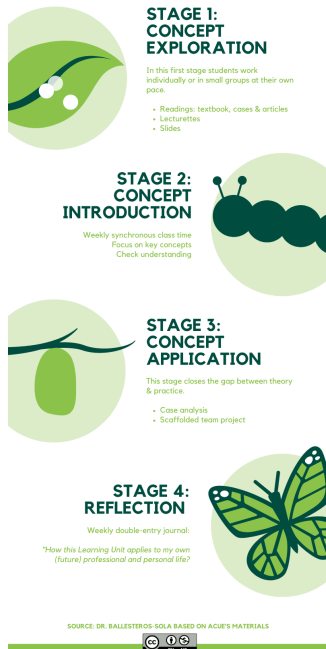 STAGE 1:
CONCEPT
EXPLORATION
In this first stage students work
individually or in small groups at their own
pace.
• Readings: textbook, cases & articles
• Lecturettes
• Slides
STAGE 2:
CONCEPT
INTRODUCTION
Weekly synchronous class time
Focus on key concepts
Check understanding
STAGE 3:
CONCEPT
APPLICATION
This stage closes the gap between theory
& practice.
• Case analysis
• Scaffolded team project
STAGE 4:
REFLECTION
Weekly double-entry journal:
"How this Learning Unit applies to my own
(future) professional and personal life?
SOURCE: DR. BALLESTEROS-SOLA BASED ON ACUE'S MATERIALS
cc